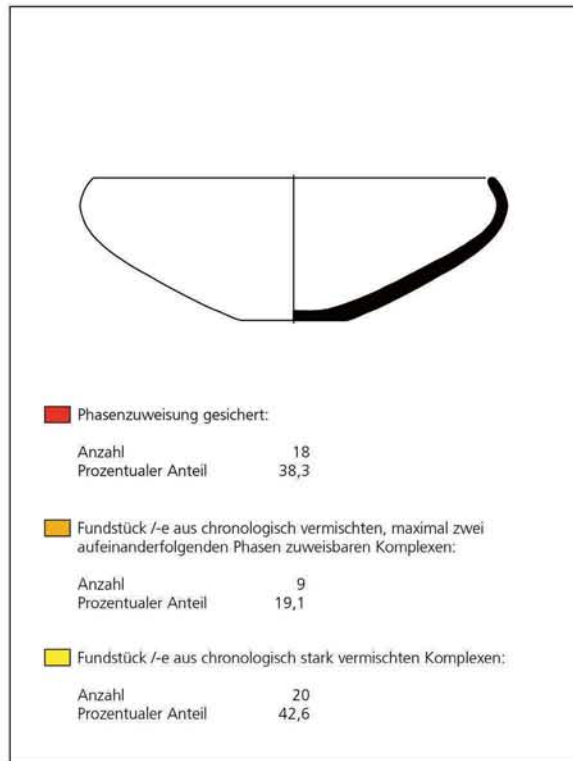 Phasenzuweisung gesichert:
Anzahl 18
Prozentualer Anteil 38,3
Fundstück /-e aus chronologisch vermischten, maximal zwei
aufeinanderfolgenden Phasen zuweisbaren Komplexen:
Anzahl 9
Prozentualer Anteil 19,1
Fundstück /-e aus chronologisch stark vermischten Komplexen:
Anzahl 20
Prozentualer Anteil 42,6